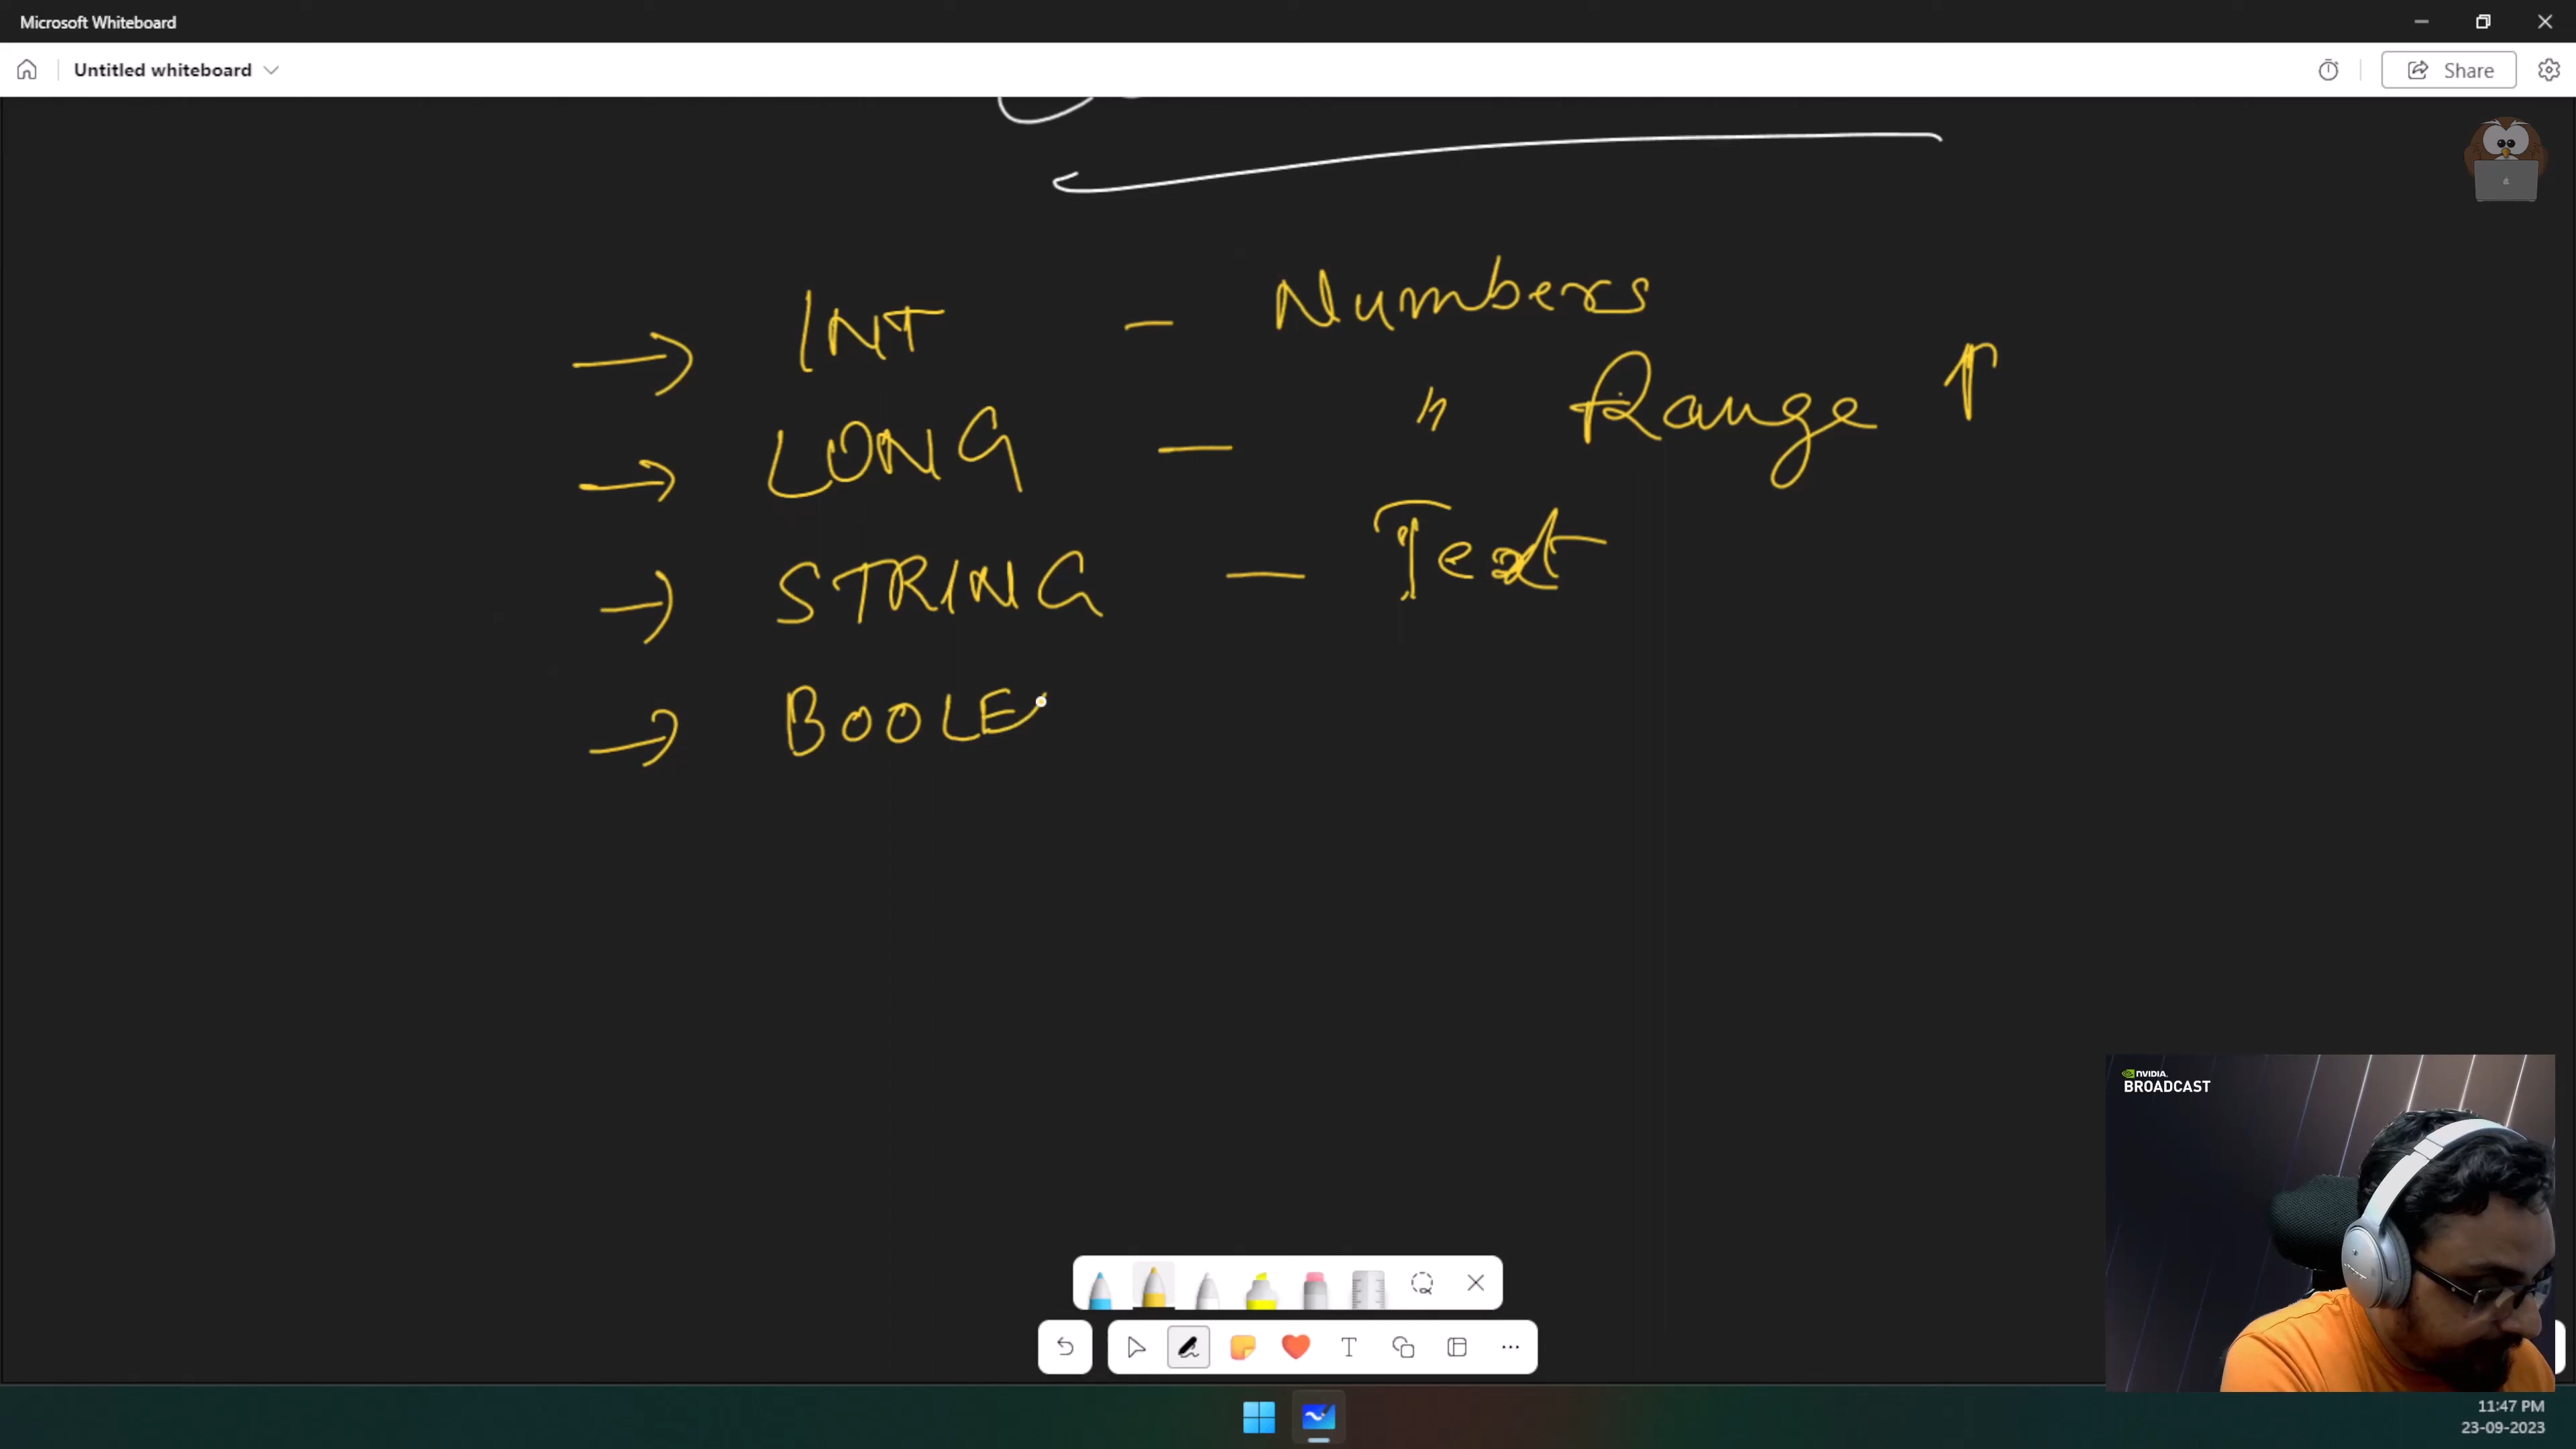 Microsoft Whiteboard
Untitled whiteboard
Share
→ INT - Numbers
→ LONG - " Range ↑
→ STRING - Text
→ BOOLE
NVIDIA.
BROADCAST
T
11:47 PM
23-09-2023